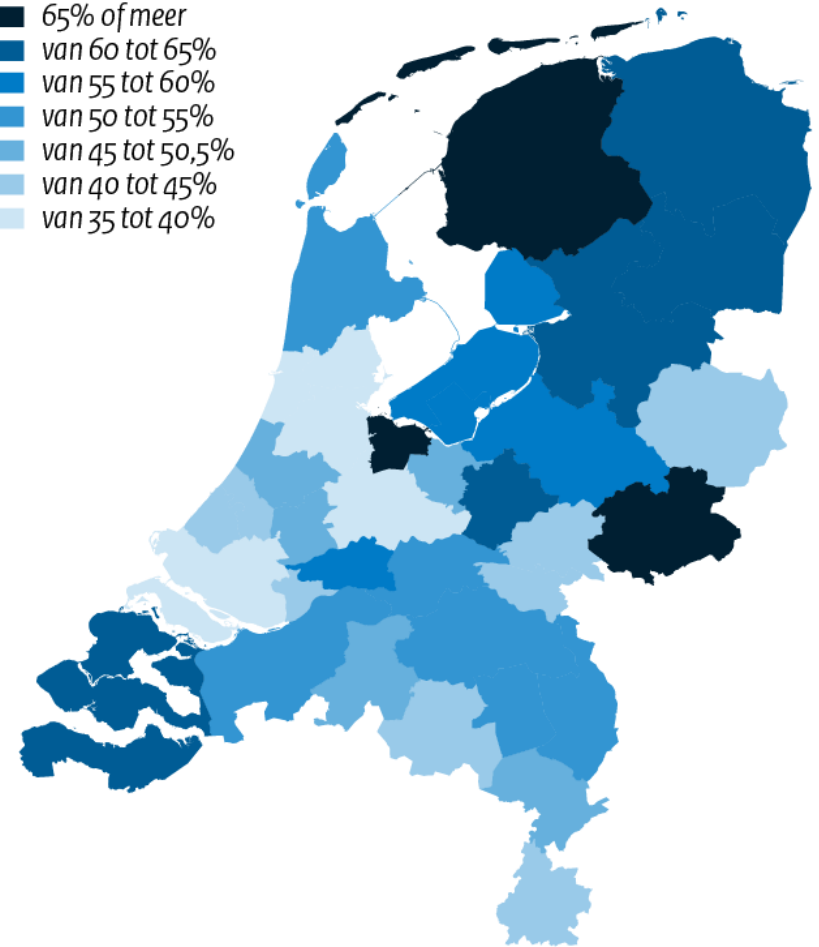 65% of meer
van 60 tot 65%
van 55 tot 60%
van 50 tot 55%
van 45 tot 50,5%
van 40 tot 45%
van 35 tot 40%